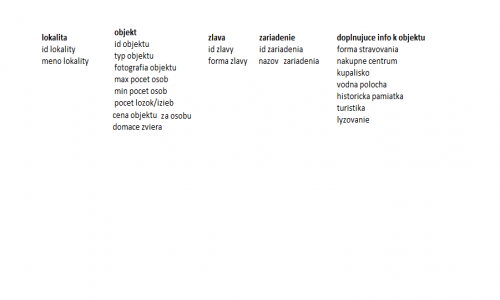 lokalita
id lokality
meno lokality
objekt
id objektu
typ objektu
fotografia objektu
max pocet osob
min pocet osob
pocet lozok/izieb
cena objektu za osobu
domace zviera
zlava
id zlavy
forma zlavy
zariadenie
id zariadenia
nazov zariadenia
doplnujuce info k objektu
forma stravovania
nakupne centrum
kupalisko
vodna polocha
historicka pamiatka
turistika
lyzovanie